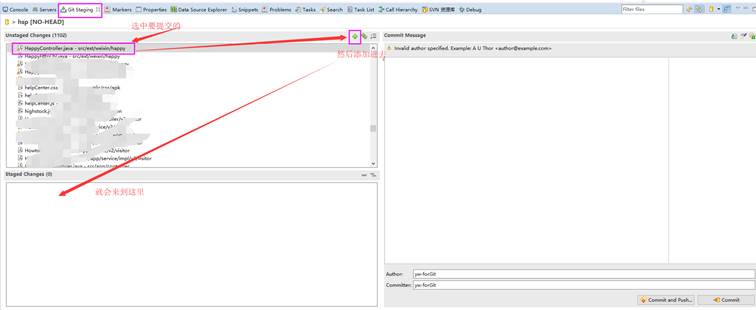 Console Servers Git Staging Markers Properties Data Source Explorer Snippets Problems Tasks Search Task List Call Hierarchy SVN 资源库 Debug
> hsp [NO-HEAD]
Filter files
选中要提交的
Unstaged Changes (1102)
HappyController.java - src/ext/weixin/happy
然后添加进去
helpCenter.css
helpCenter.js
highstock.js
Staged Changes (0)
就会来到这里
Commit Message
Invalid author specified. Example: A U Thor <author@example.com>
Author: yw-forGit
Committer: yw-forGit
Commit and Push...
Commit